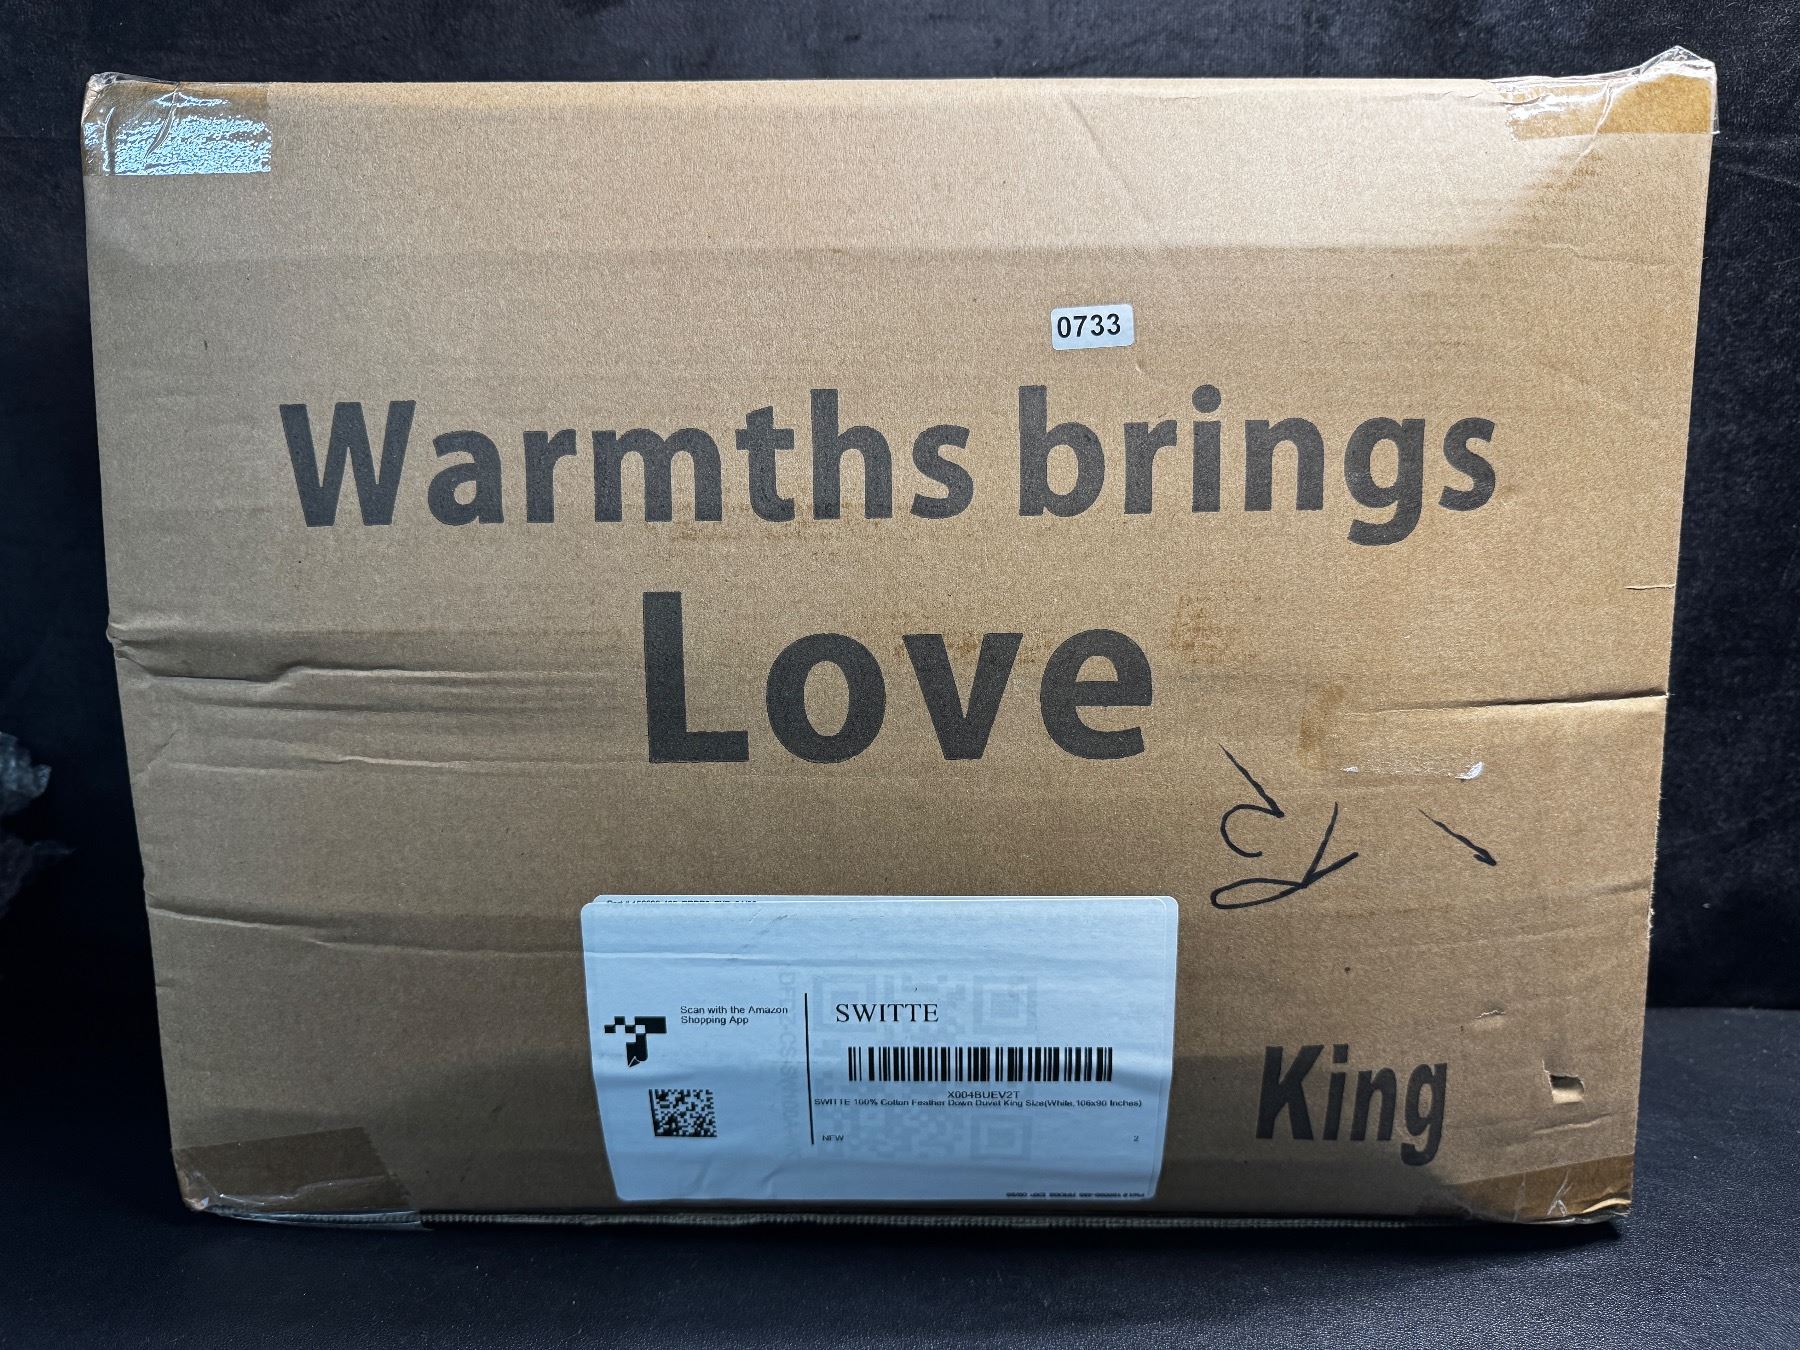 0733
Warmths brings
Love
Scan with the Amazon
Shopping App
SWITTE
X004BUEV2T
SWITTE 100% Cotton Feather Down Duvet King Size(White,106x90 Inches)
NEW 2
King